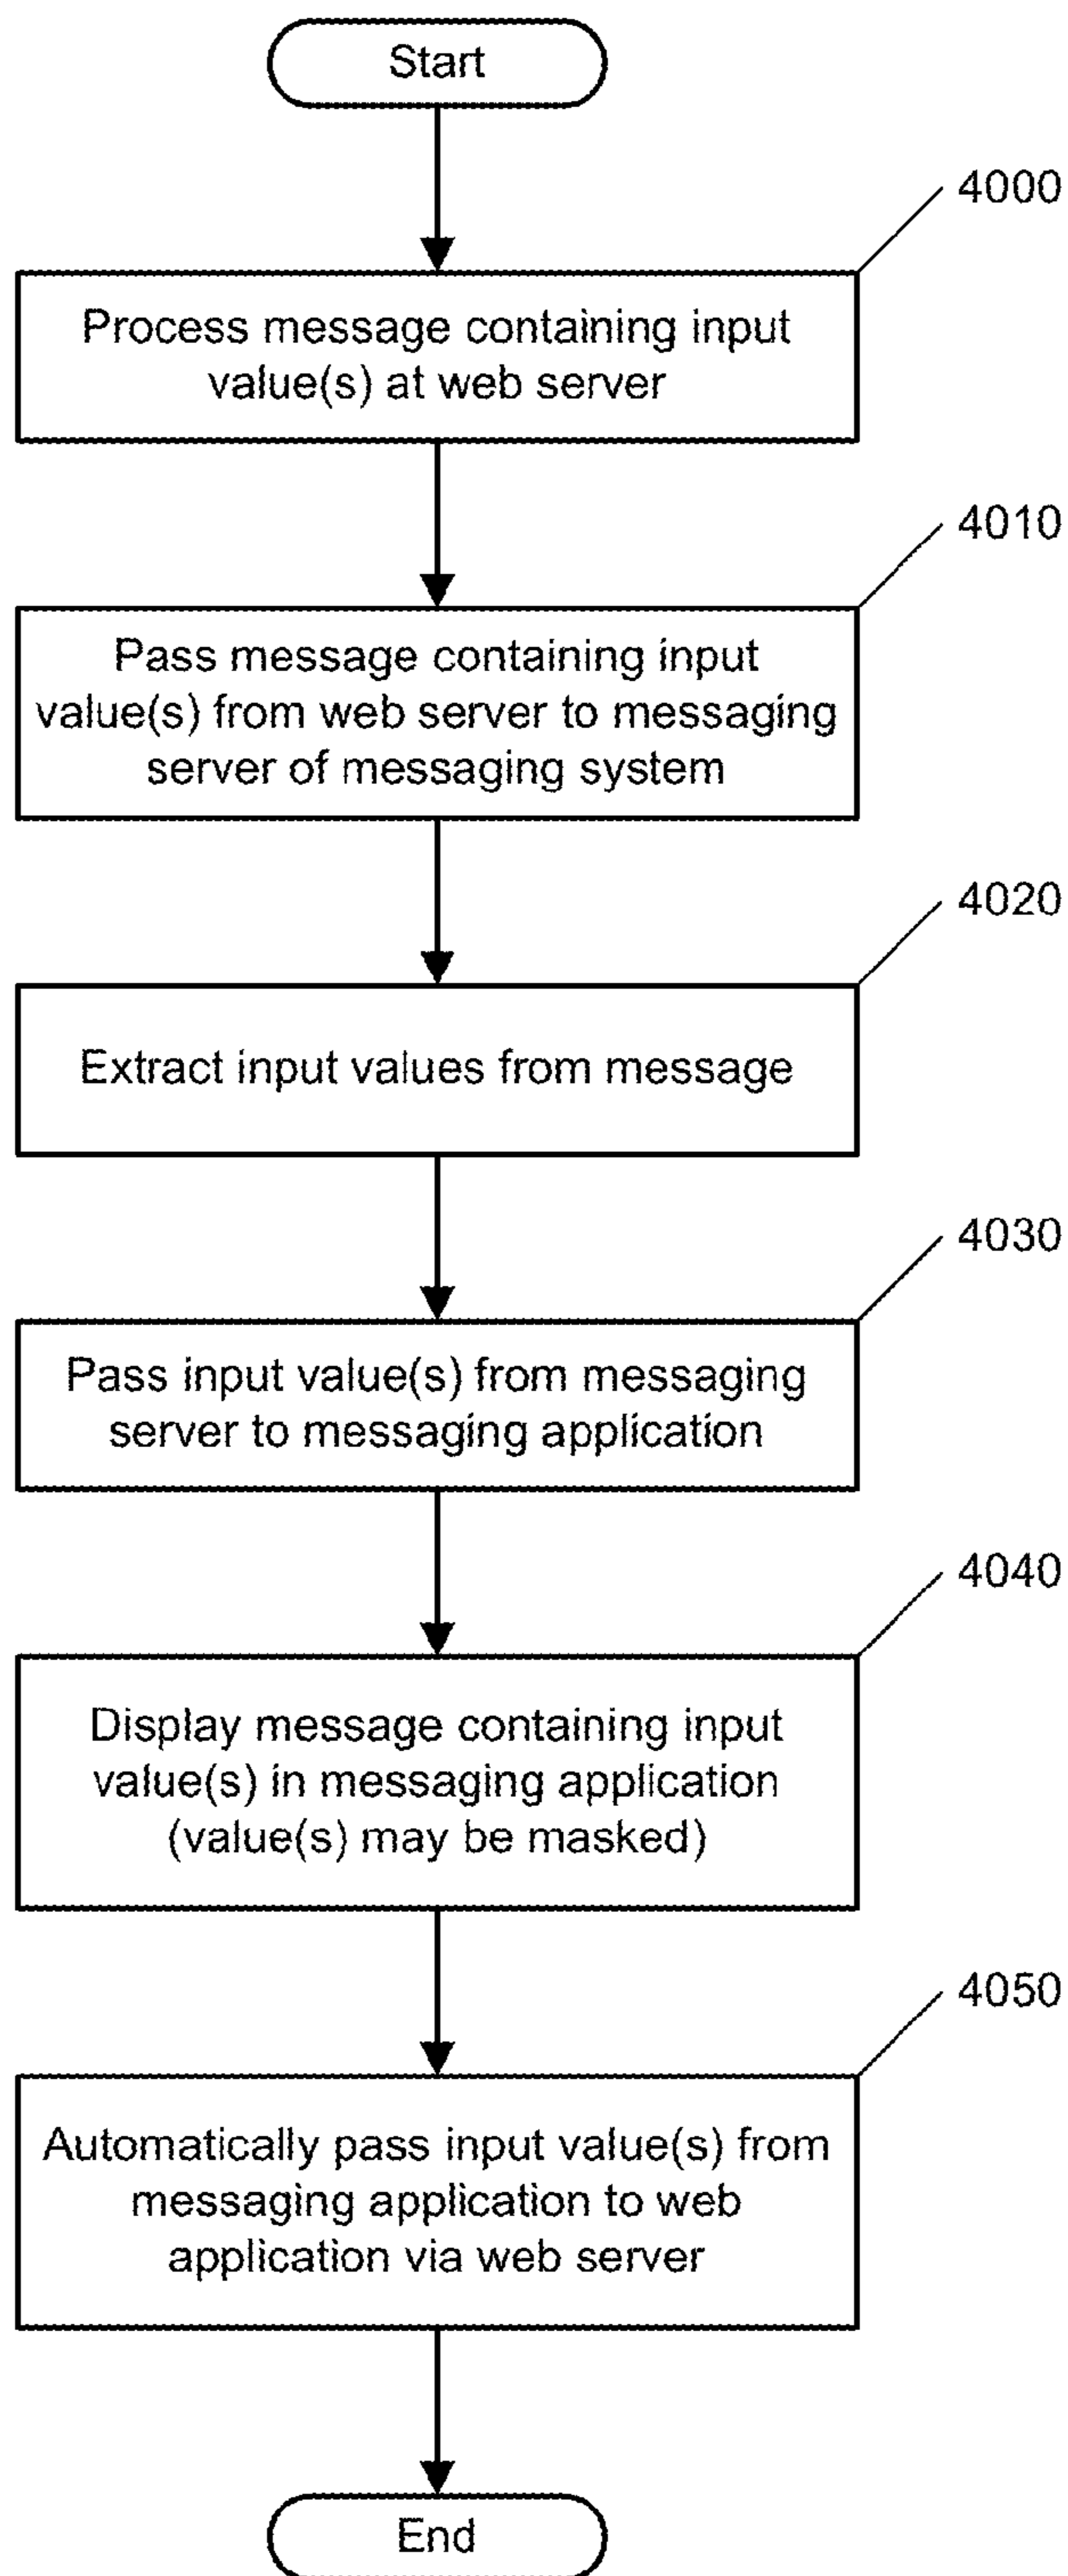 Start
4000
Process message containing input
value(s) at web server
4010
Pass message containing input
value(s) from web server to messaging
server of messaging system
4020
Extract input values from message
4030
Pass input value(s) from messaging
server to messaging application
4040
Display message containing input
value(s) in messaging application
(value(s) may be masked)
4050
Automatically pass input value(s) from
messaging application to web
application via web server
End